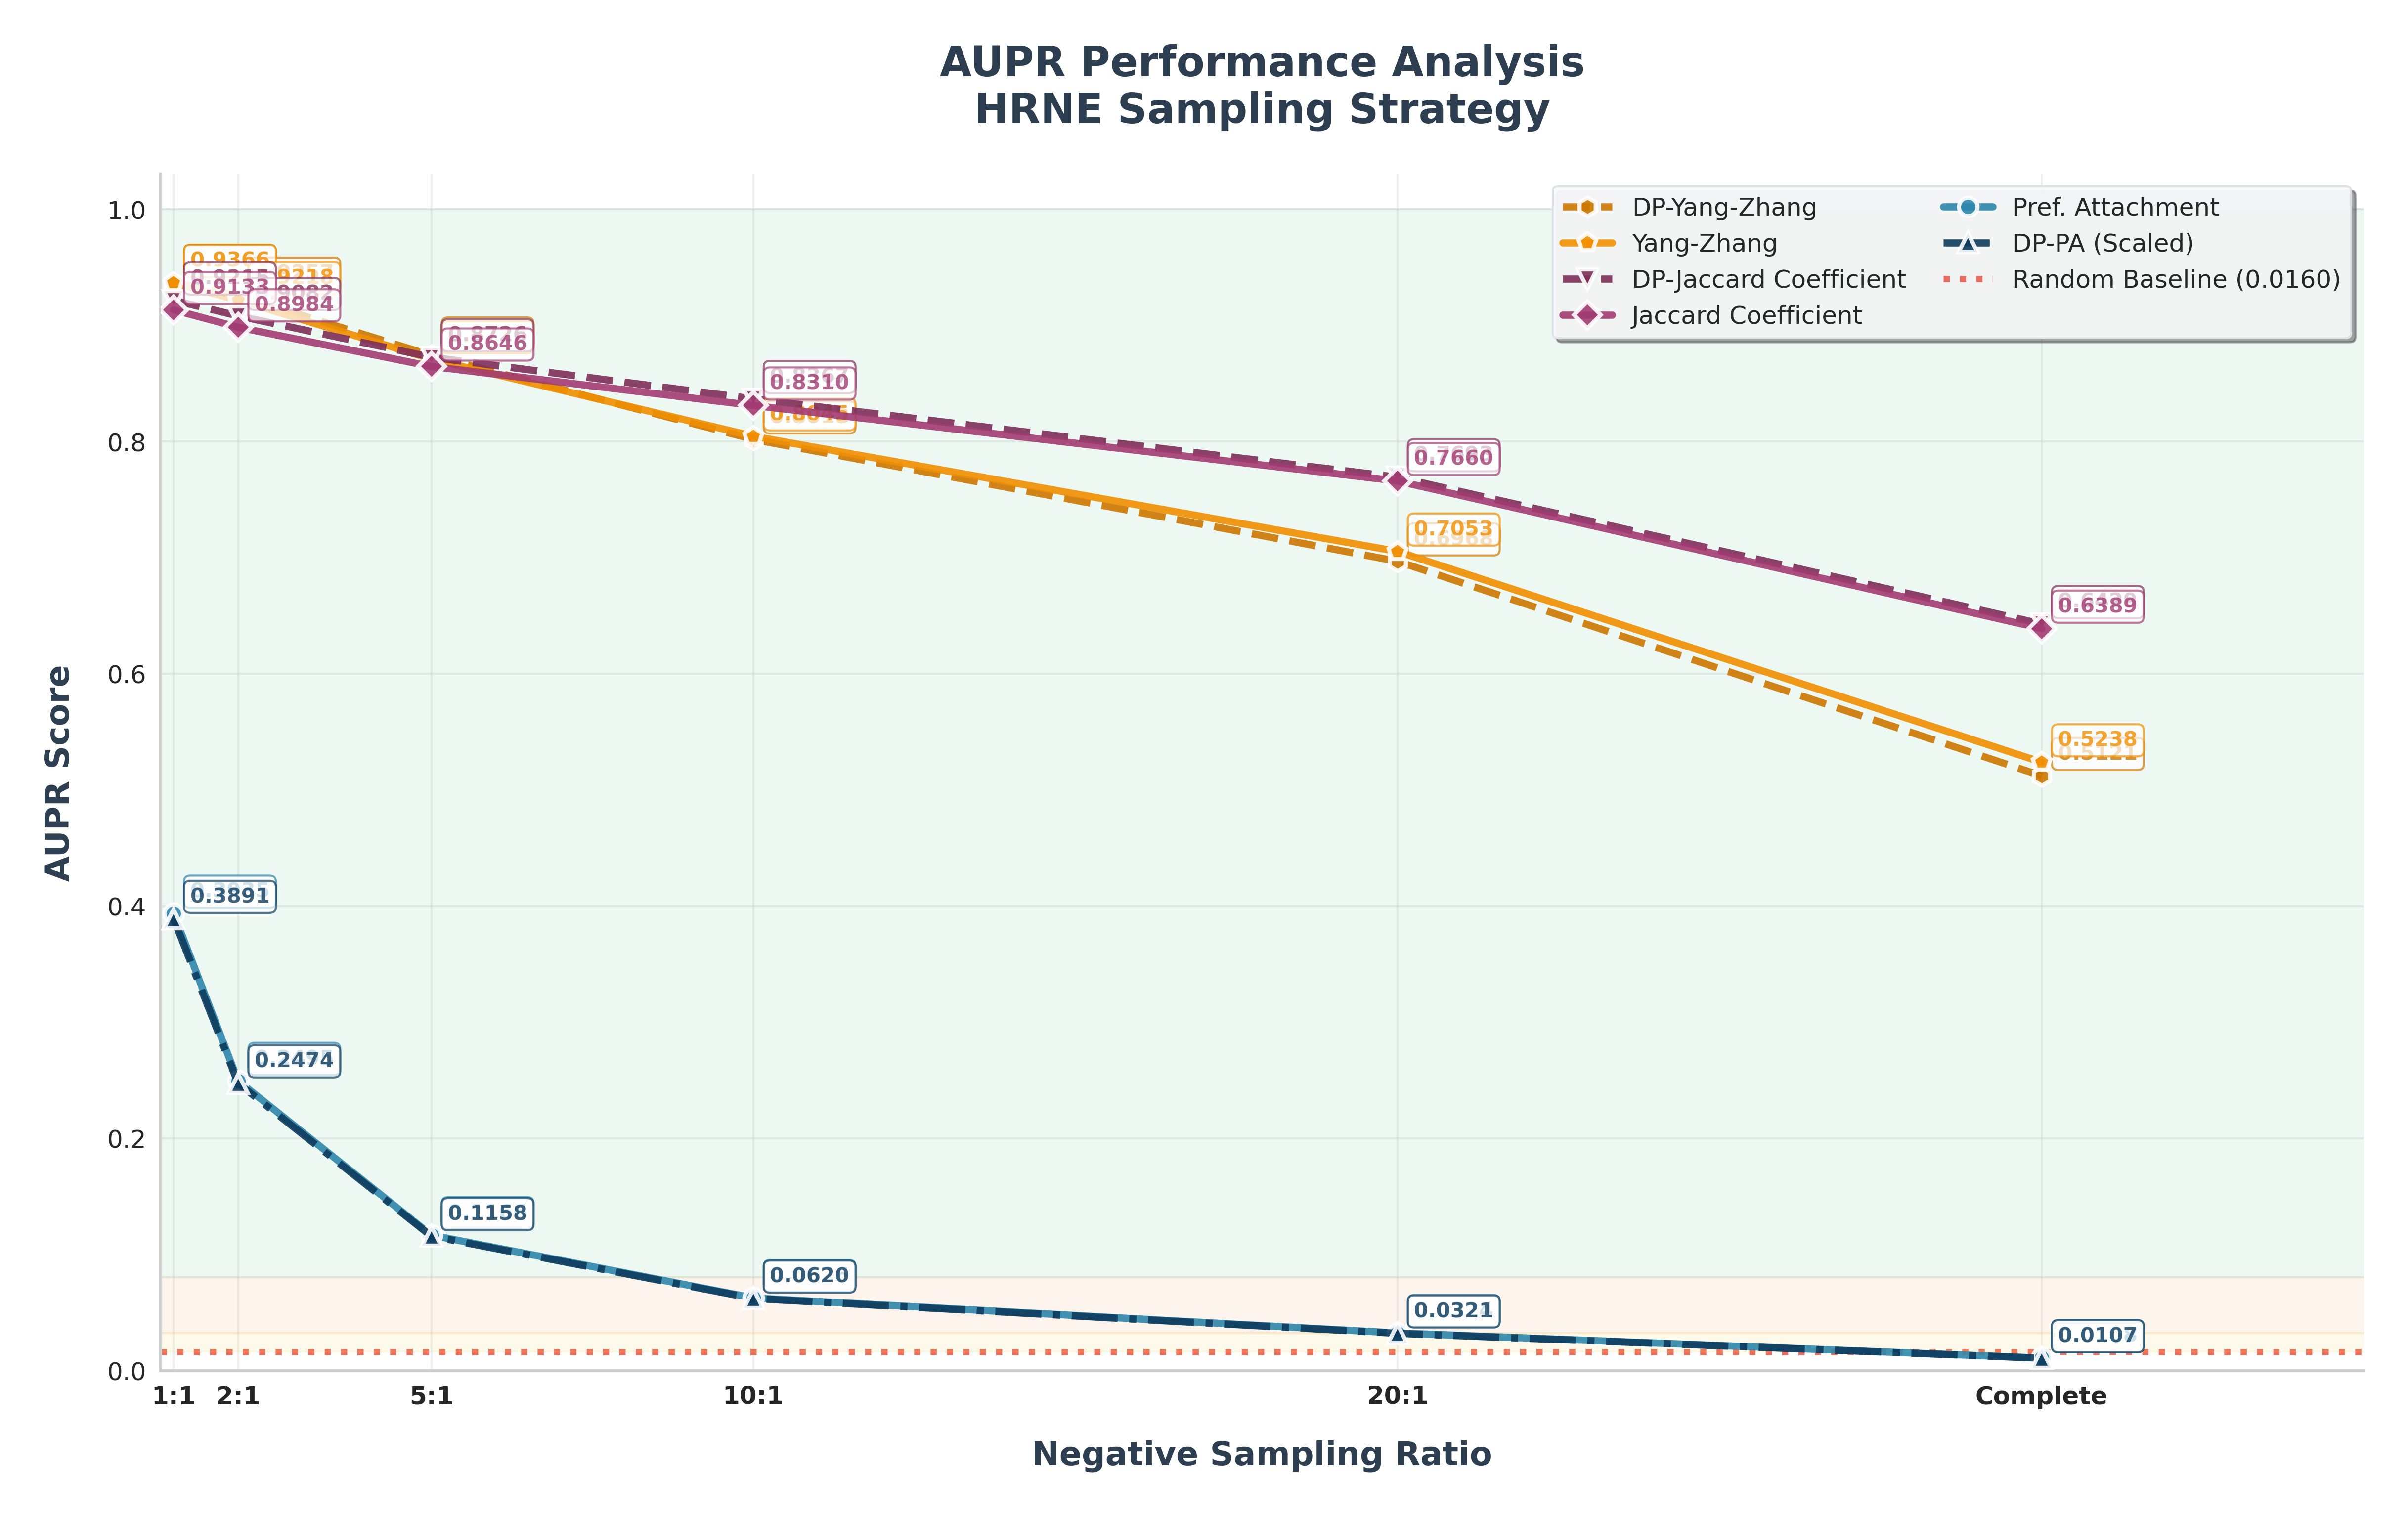 AUPR Performance Analysis
HRNE Sampling Strategy
DP-Yang-Zhang
Yang-Zhang
DP-Jaccard Coefficient
Jaccard Coefficient
Pref. Attachment
DP-PA (Scaled)
Random Baseline (0.0160)
AUPR Score
1.0
0.8
0.6
0.4
0.2
0.0
0.9366
0.9133
0.8984
0.8646
0.8310
0.7660
0.7053
0.6389
0.5238
0.3891
0.2474
0.1158
0.0620
0.0321
0.0107
1:1 2:1 5:1 10:1 20:1 Complete
Negative Sampling Ratio